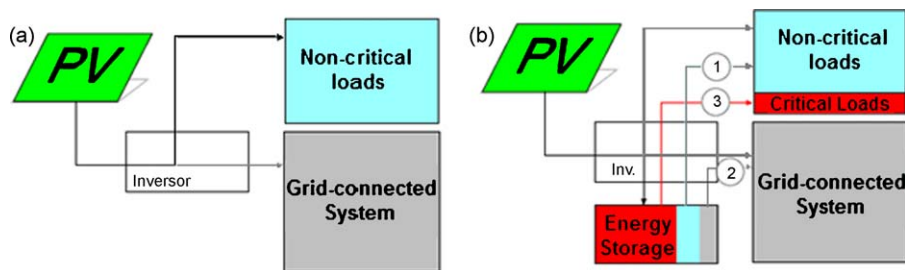 (a)
PV
Non-critical
loads
Inversor
Grid-connected
System
(b)
PV
Non-critical
loads
1
3
Critical Loads
Inv.
2
Grid-connected
System
Energy
Storage